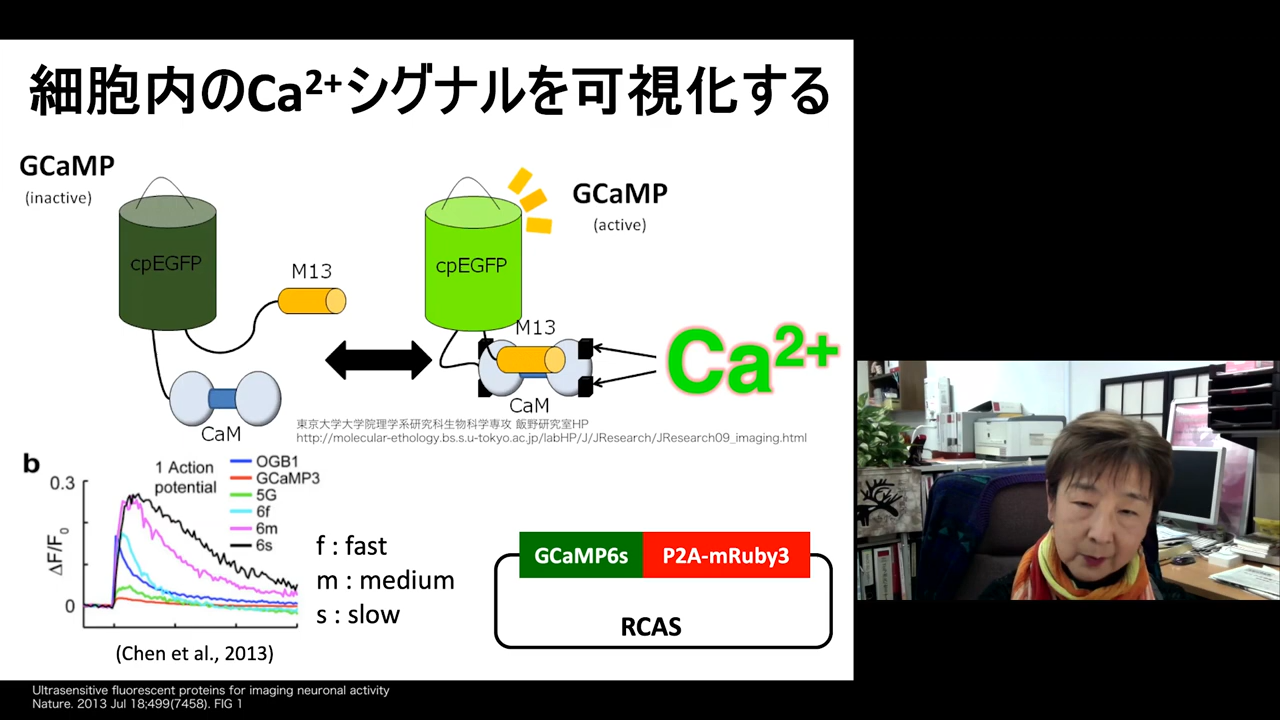 細胞内のCa2+シグナルを可視化する
GCaMP
(inactive)
cpEGFP
M13
CaM
GCaMP
(active)
cpEGFP
M13
CaM
Ca2+
東京大学大学院理学系研究科生物科学専攻 飯野研究室HP
http://molecular-ethology.bs.s.u-tokyo.ac.jp/labHP/J/JResearch/JResearch09_imaging.html
b
1 Action
potential
OGB1
GCaMP3
5G
6f
6m
6s
0.3
ΔF/F0
0
f : fast
m : medium
s : slow
(Chen et al., 2013)
GCaMP6s
P2A-mRuby3
RCAS
Ultrasensitive fluorescent proteins for imaging neuronal activity
Nature. 2013 Jul 18;499(7458). FIG 1